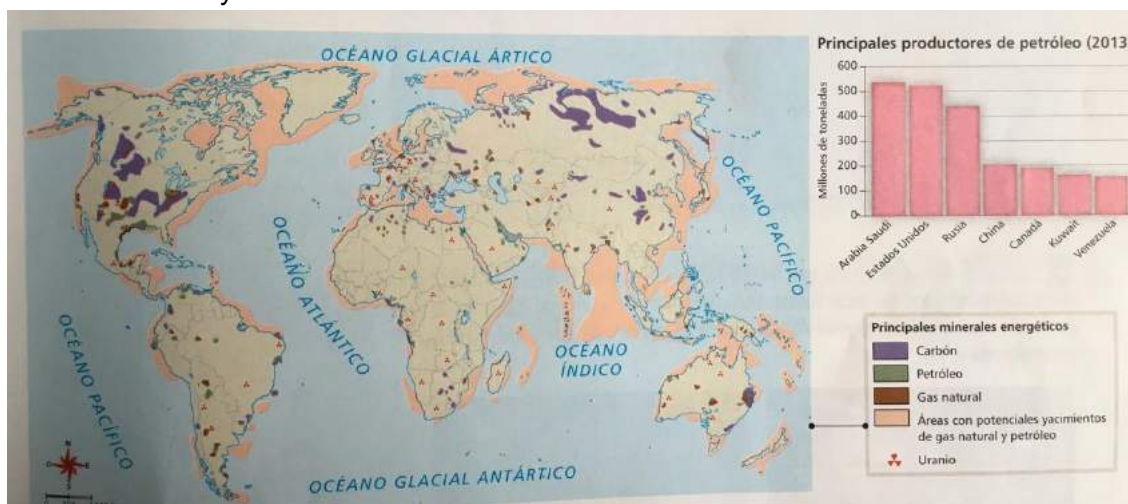 OCÉANO GLACIAL ÁRTICO
OCÉANO PACÍFICO
OCÉANO ATLÁNTICO
OCÉANO PACÍFICO
OCÉANO
ÍNDICO
OCÉANO GLACIAL ANTÁRTICO
Principales productores de petróleo (2013
Millones de toneladas
600
500
400
300
200
100
0
Arabia Saudí
Estados Unidos
Rusia
China
Canadá
Kuwait
Venezuela
Principales minerales energéticos
Carbón
Petróleo
Gas natural
Áreas con potenciales yacimientos
de gas natural y petróleo
Uranio